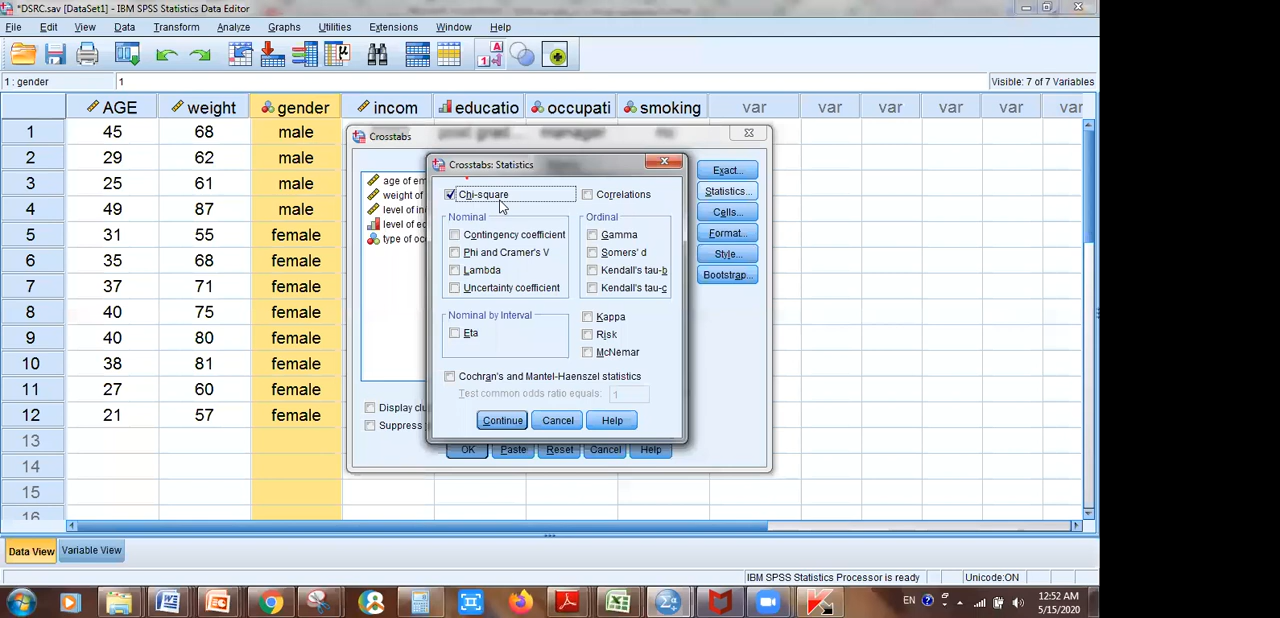 *DSRC.sav [DataSet1] - IBM SPSS Statistics Data Editor
File Edit View Data Transform Analyze Graphs Utilities Extensions Window Help
1 : gender 1 Visible: 7 of 7 Variables
AGE weight gender incom educatio occupati smoking var var var var var var
1 45 68 male
2 29 62 male
3 25 61 male
4 49 87 male
5 31 55 female
6 35 68 female
7 37 71 female
8 40 75 female
9 40 80 female
10 38 81 female
11 27 60 female
12 21 57 female
13
14
15
16
Crosstabs
age of em
weight of
level of in
level of ec
type of oc
Display clu
Suppress
Exact...
Statistics...
Cells...
Format...
Style...
Bootstrap...
OK Paste Reset Cancel Help
Crosstabs: Statistics
Chi-square Correlations
Nominal Ordinal
Contingency coefficient Gamma
Phi and Cramer's V Somers' d
Lambda Kendall's tau-b
Uncertainty coefficient Kendall's tau-c
Nominal by Interval Kappa
Eta Risk
McNemar
Cochran's and Mantel-Haenszel statistics
Test common odds ratio equals: 1
Continue Cancel Help
Data View Variable View
IBM SPSS Statistics Processor is ready Unicode:ON
EN 12:52 AM
5/15/2020